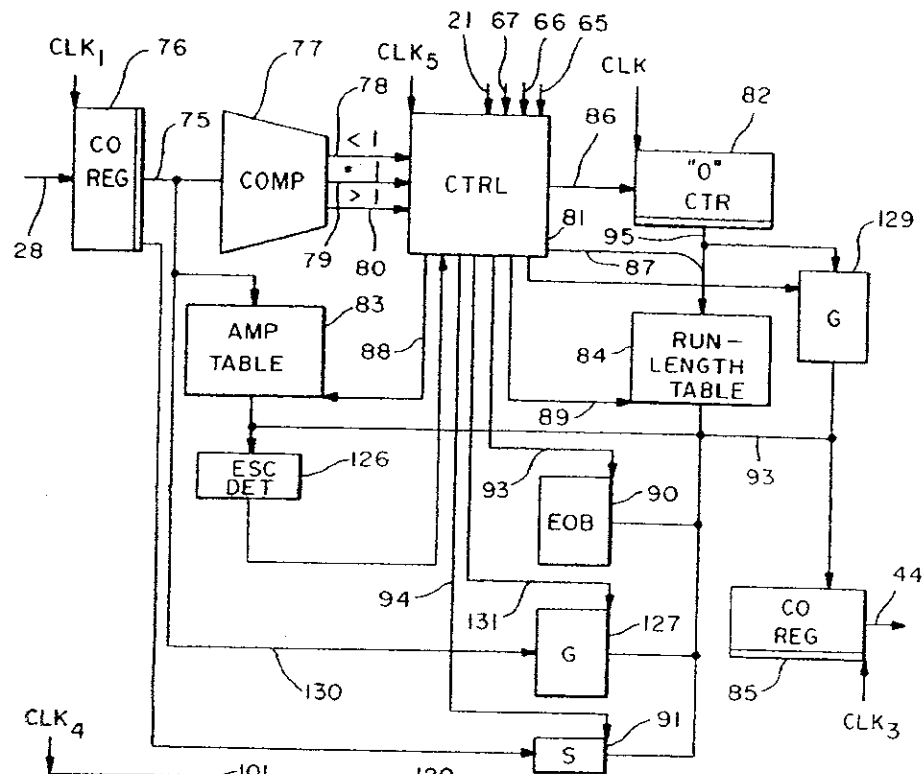 76
77
78
CLK5
21
67
66
65
CLK
CLK1
82
75
86
CO
REG
COMP
< 1
= 1
> 1
CTRL
"O"
CTR
28
79
80
81
95
87
129
83
AMP
TABLE
88
84
RUN-
LENGTH
TABLE
G
89
93
ESC
DET
126
93
90
EOB
94
131
127
G
CO
REG
44
130
85
91
CLK3
CLK4
S
101
120